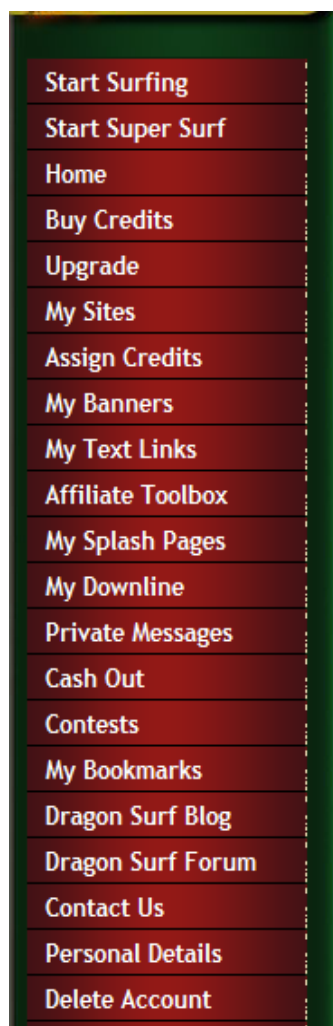 Start Surfing
Start Super Surf
Home
Buy Credits
Upgrade
My Sites
Assign Credits
My Banners
My Text Links
Affiliate Toolbox
My Splash Pages
My Downline
Private Messages
Cash Out
Contests
My Bookmarks
Dragon Surf Blog
Dragon Surf Forum
Contact Us
Personal Details
Delete Account